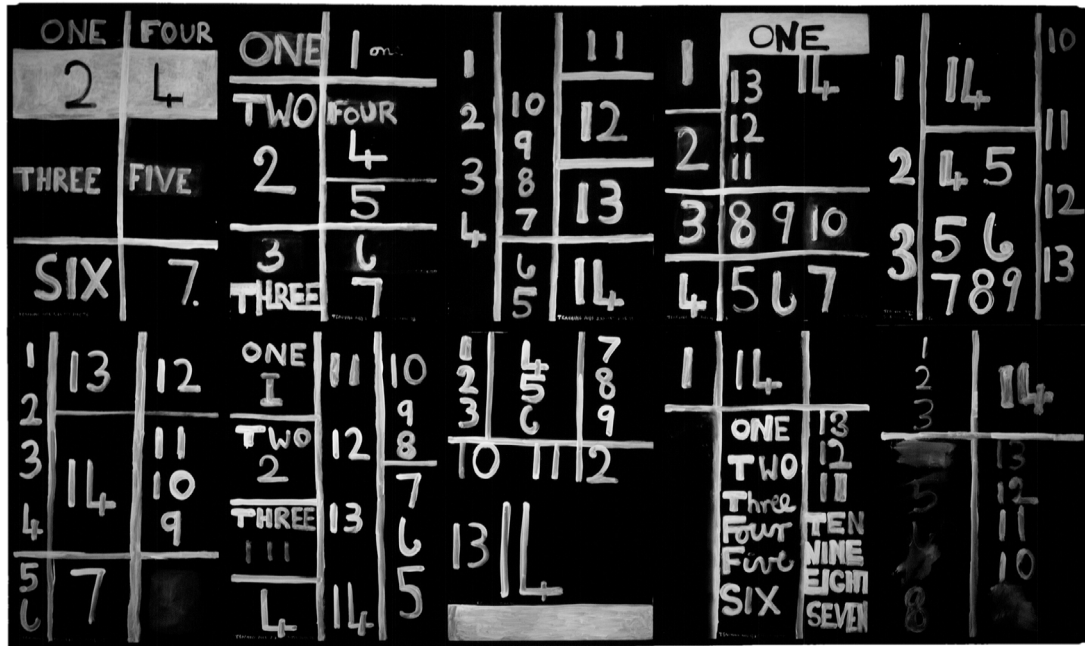 ONE FOUR
2 4
THREE FIVE
SIX 7.
ONE 1 one
TWO FOUR
2 4
5
3 6
THREE 7
1 11
2 10 12
9
3 8 13
4 7
6 14
5
1 ONE
13 14
2 12
11
3 8 9 10
4 5 6 7
10
1 14
11
2 4 5
12
3 5 6
13
7 8 9
1 13 12
2
3 11
14 10
4 9
5 7
6
ONE 11 10
I
9
TWO 12 8
2
7
THREE 13
III 6
4 14 5
1 4 7
2 5 8
3 6 9
10 11 12
13 14
1 14
ONE 13
TWO 12
Three 11
Four TEN
Five NINE
EIGHT
SIX SEVEN
1
2 14
3
13
5 12
11
10
8